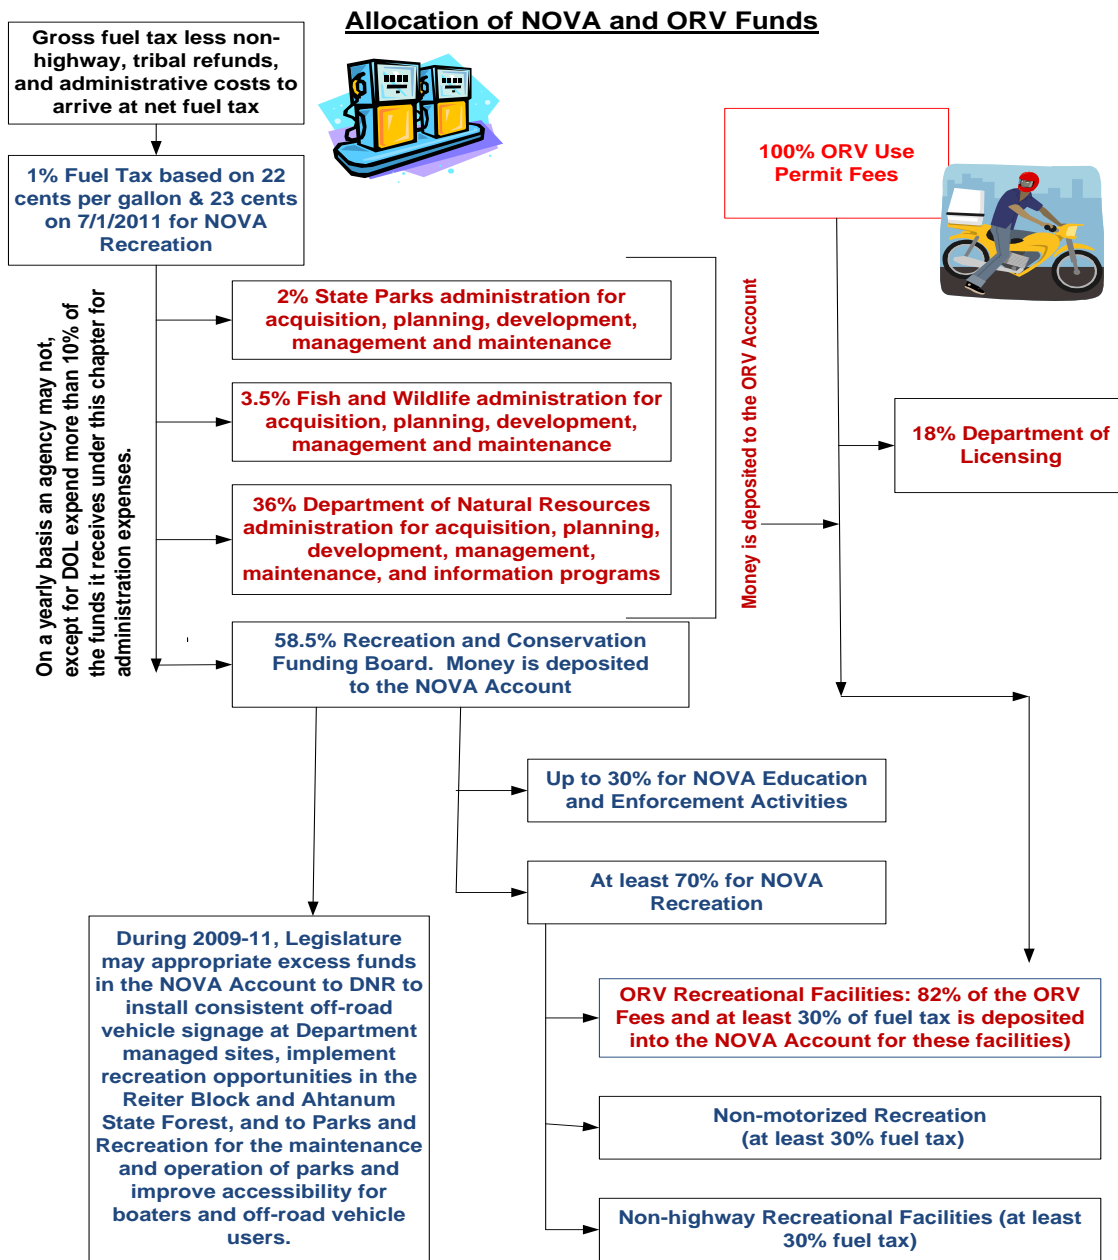 Allocation of NOVA and ORV Funds
Gross fuel tax less non-
highway, tribal refunds,
and administrative costs to
arrive at net fuel tax
1% Fuel Tax based on 22
cents per gallon & 23 cents
on 7/1/2011 for NOVA
Recreation
100% ORV Use
Permit Fees
On a yearly basis an agency may not,
except for DOL expend more than 10% of
the funds it receives under this chapter for
administration expenses.
2% State Parks administration for
acquisition, planning, development,
management and maintenance
3.5% Fish and Wildlife administration for
acquisition, planning, development,
management and maintenance
36% Department of Natural Resources
administration for acquisition, planning,
development, management,
maintenance, and information programs
Money is deposited to the ORV Account
18% Department of
Licensing
58.5% Recreation and Conservation
Funding Board.  Money is deposited
to the NOVA Account
Up to 30% for NOVA Education
and Enforcement Activities
At least 70% for NOVA
Recreation
During 2009-11, Legislature
may appropriate excess funds
in the NOVA Account to DNR to
install consistent off-road
vehicle signage at Department
managed sites, implement
recreation opportunities in the
Reiter Block and Ahtanum
State Forest, and to Parks and
Recreation for the maintenance
and operation of parks and
improve accessibility for
boaters and off-road vehicle
users.
ORV Recreational Facilities: 82% of the ORV
Fees and at least 30% of fuel tax is deposited
into the NOVA Account for these facilities)
Non-motorized Recreation
(at least 30% fuel tax)
Non-highway Recreational Facilities (at least
30% fuel tax)